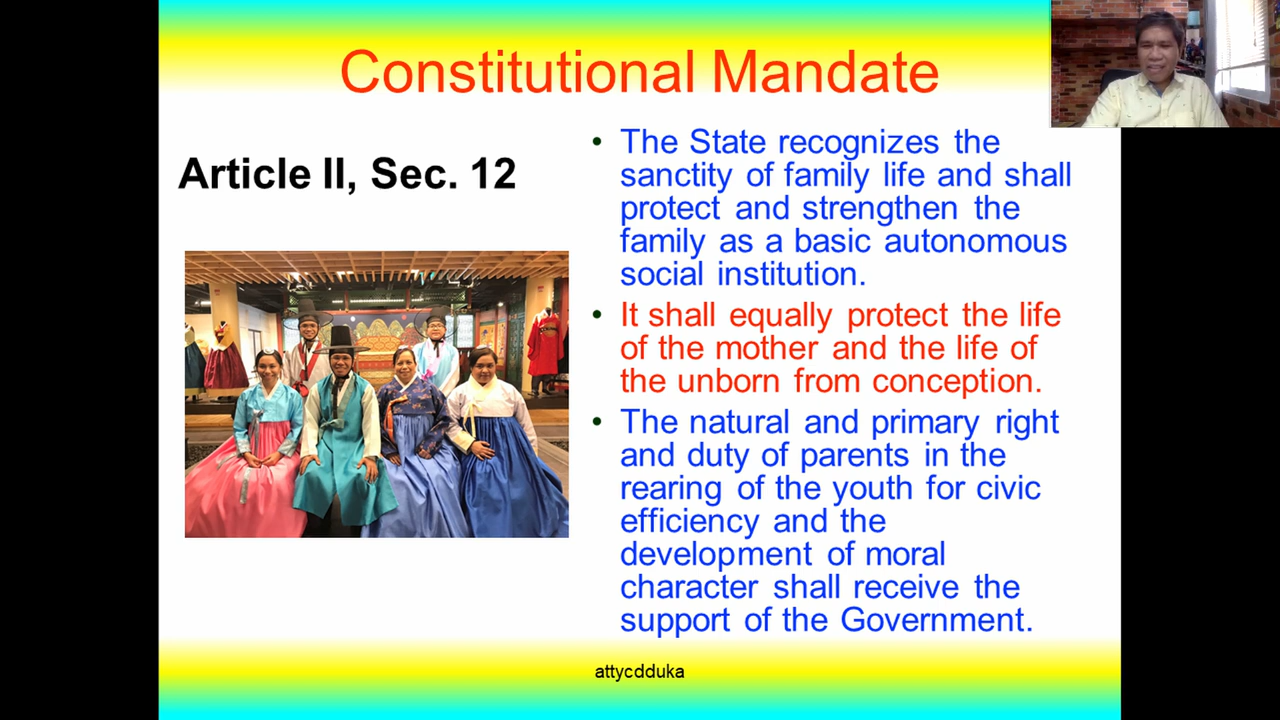 Constitutional Mandate
Article II, Sec. 12
• The State recognizes the
sanctity of family life and shall
protect and strengthen the
family as a basic autonomous
social institution.
• It shall equally protect the life
of the mother and the life of
the unborn from conception.
• The natural and primary right
and duty of parents in the
rearing of the youth for civic
efficiency and the
development of moral
character shall receive the
support of the Government.
attycdduka